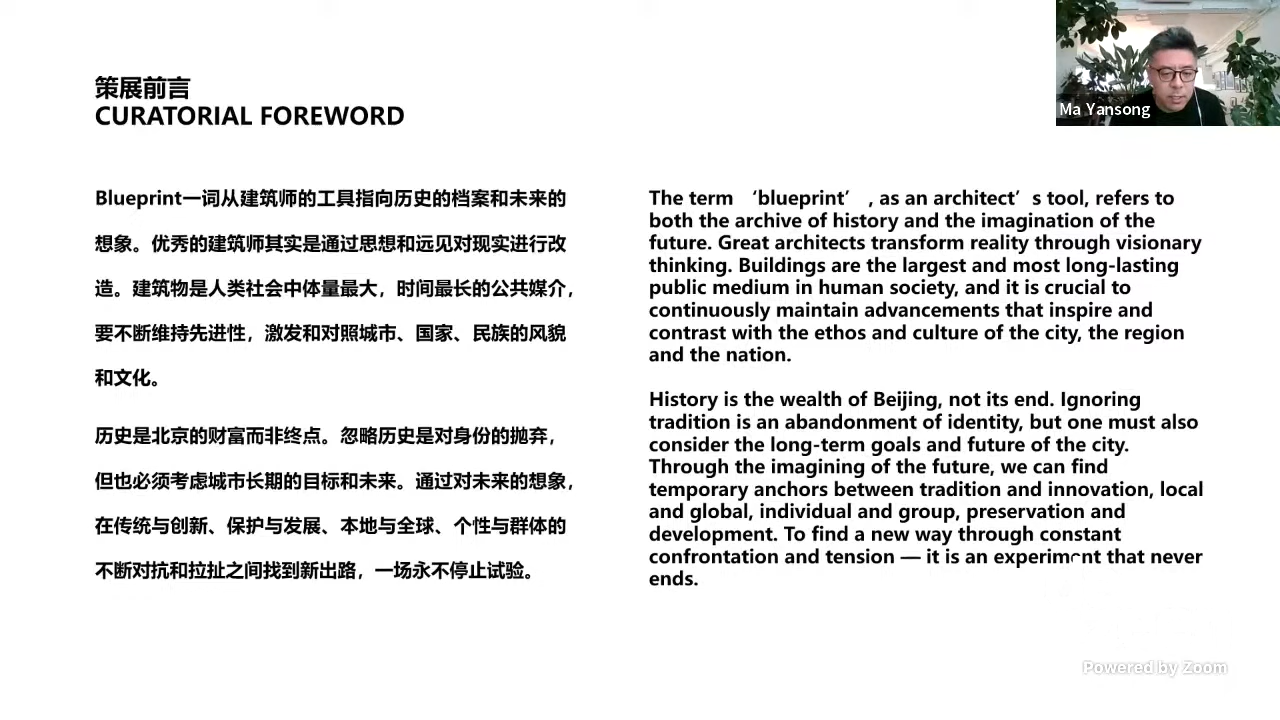 策展前言
CURATORIAL FOREWORD
Ma Yansong
Blueprint一词从建筑师的工具指向历史的档案和未来的
想象。优秀的建筑师其实是通过思想和远见对现实进行改
造。建筑物是人类社会中体量最大，时间最长的公共媒介，
要不断维持先进性，激发和对照城市、国家、民族的风貌
和文化。
历史是北京的财富而非终点。忽略历史是对身份的抛弃，
但也必须考虑城市长期的目标和未来。通过对未来的想象，
在传统与创新、保护与发展、本地与全球、个性与群体的
不断对抗和拉扯之间找到新出路，一场永不停止试验。
The term ‘blueprint’ , as an architect’s tool, refers to
both the archive of history and the imagination of the
future. Great architects transform reality through visionary
thinking. Buildings are the largest and most long-lasting
public medium in human society, and it is crucial to
continuously maintain advancements that inspire and
contrast with the ethos and culture of the city, the region
and the nation.
History is the wealth of Beijing, not its end. Ignoring
tradition is an abandonment of identity, but one must also
consider the long-term goals and future of the city.
Through the imagining of the future, we can find
temporary anchors between tradition and innovation, local
and global, individual and group, preservation and
development. To find a new way through constant
confrontation and tension — it is an experiment that never
ends.
Powered by Zoom